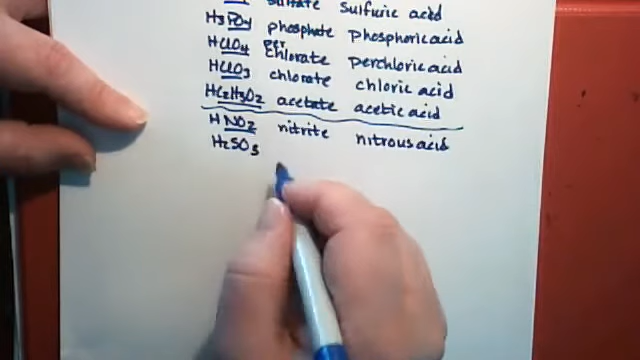 sulfate sulfuric acid
H3PO4 phosphate phosphoric acid
HClO4 perchlorate perchloric acid
HClO3 chlorate chloric acid
HC2H3O2 acetate acetic acid
HNO2 nitrite nitrous acid
H2SO3